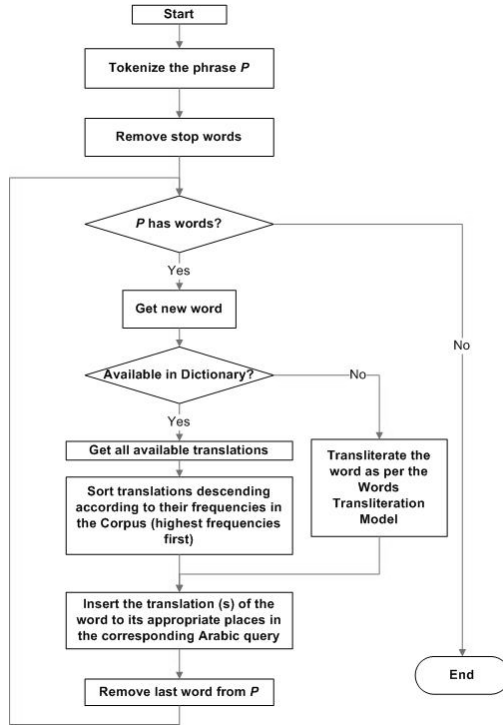 Start
Tokenize the phrase P
Remove stop words
P has words?
Yes
Get new word
No
Available in Dictionary?
No
Yes
Get all available translations
Transliterate the
word as per the
Words
Transliteration
Model
Sort translations descending
according to their frequencies in
the Corpus (highest frequencies
first)
Insert the translation (s) of the
word to its appropriate places in
the corresponding Arabic query
Remove last word from P
End